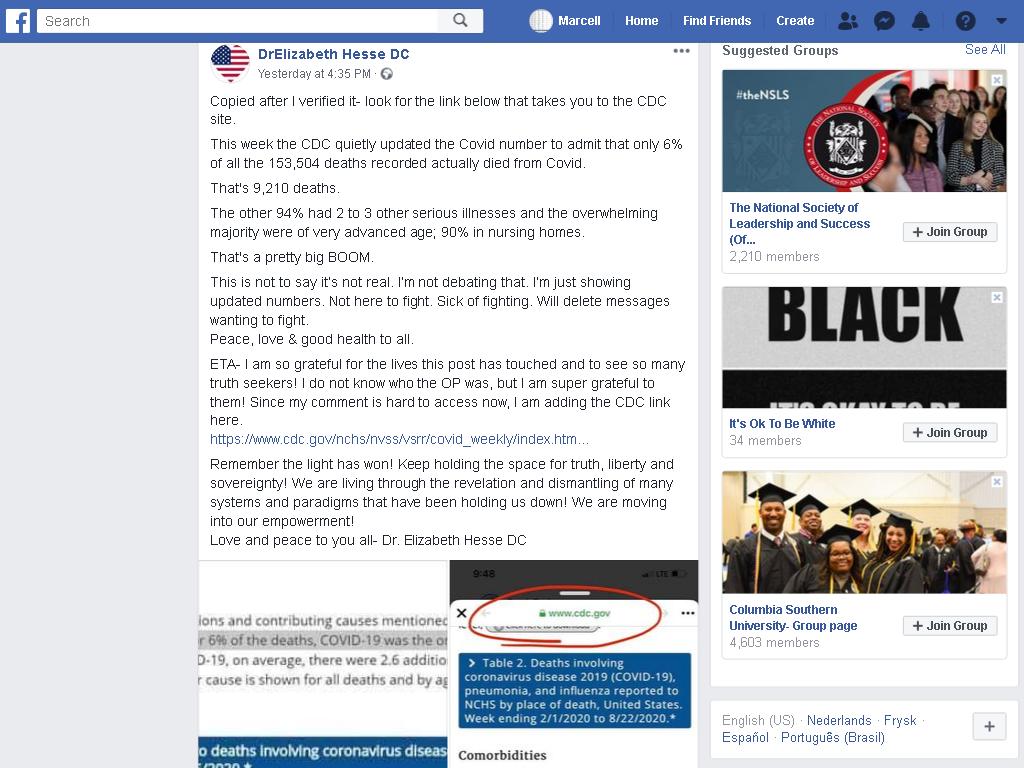 Search
Marcell
Home
Find Friends
Create
DrElizabeth Hesse DC
Yesterday at 4:35 PM ·
Copied after I verified it- look for the link below that takes you to the CDC
site.
This week the CDC quietly updated the Covid number to admit that only 6%
of all the 153,504 deaths recorded actually died from Covid.
That's 9,210 deaths.
The other 94% had 2 to 3 other serious illnesses and the overwhelming
majority were of very advanced age; 90% in nursing homes.
That's a pretty big BOOM.
This is not to say it's not real. I'm not debating that. I'm just showing
updated numbers. Not here to fight. Sick of fighting. Will delete messages
wanting to fight.
Peace, love & good health to all.
ETA- I am so grateful for the lives this post has touched and to see so many
truth seekers! I do not know who the OP was, but I am super grateful to
them! Since my comment is hard to access now, I am adding the CDC link
here.
https://www.cdc.gov/nchs/nvss/vsrr/covid_weekly/index.htm...
Remember the light has won! Keep holding the space for truth, liberty and
sovereignty! We are living through the revelation and dismantling of many
systems and paradigms that have been holding us down! We are moving
into our empowerment!
Love and peace to you all- Dr. Elizabeth Hesse DC
ions and contributing causes mentioned
r 6% of the deaths, COVID-19 was the o
D-19, on average, there were 2.6 additio
r cause is shown for all deaths and by ag
o deaths involving coronavirus diseas
9:48
LTE
www.cdc.gov
Table 2. Deaths involving
coronavirus disease 2019 (COVID-19),
pneumonia, and influenza reported to
NCHS by place of death, United States.
Week ending 2/1/2020 to 8/22/2020.*
Comorbidities
Suggested Groups
See All
#theNSLS
THE NATIONAL SOCIETY
OF LEADERSHIP AND SUCCESS
The National Society of
Leadership and Success
(Of...
2,210 members
+ Join Group
BLACK
IT'S OKAY TO BE
It's Ok To Be White
34 members
+ Join Group
Columbia Southern
University- Group page
4,603 members
+ Join Group
English (US) · Nederlands · Frysk ·
Español · Português (Brasil)